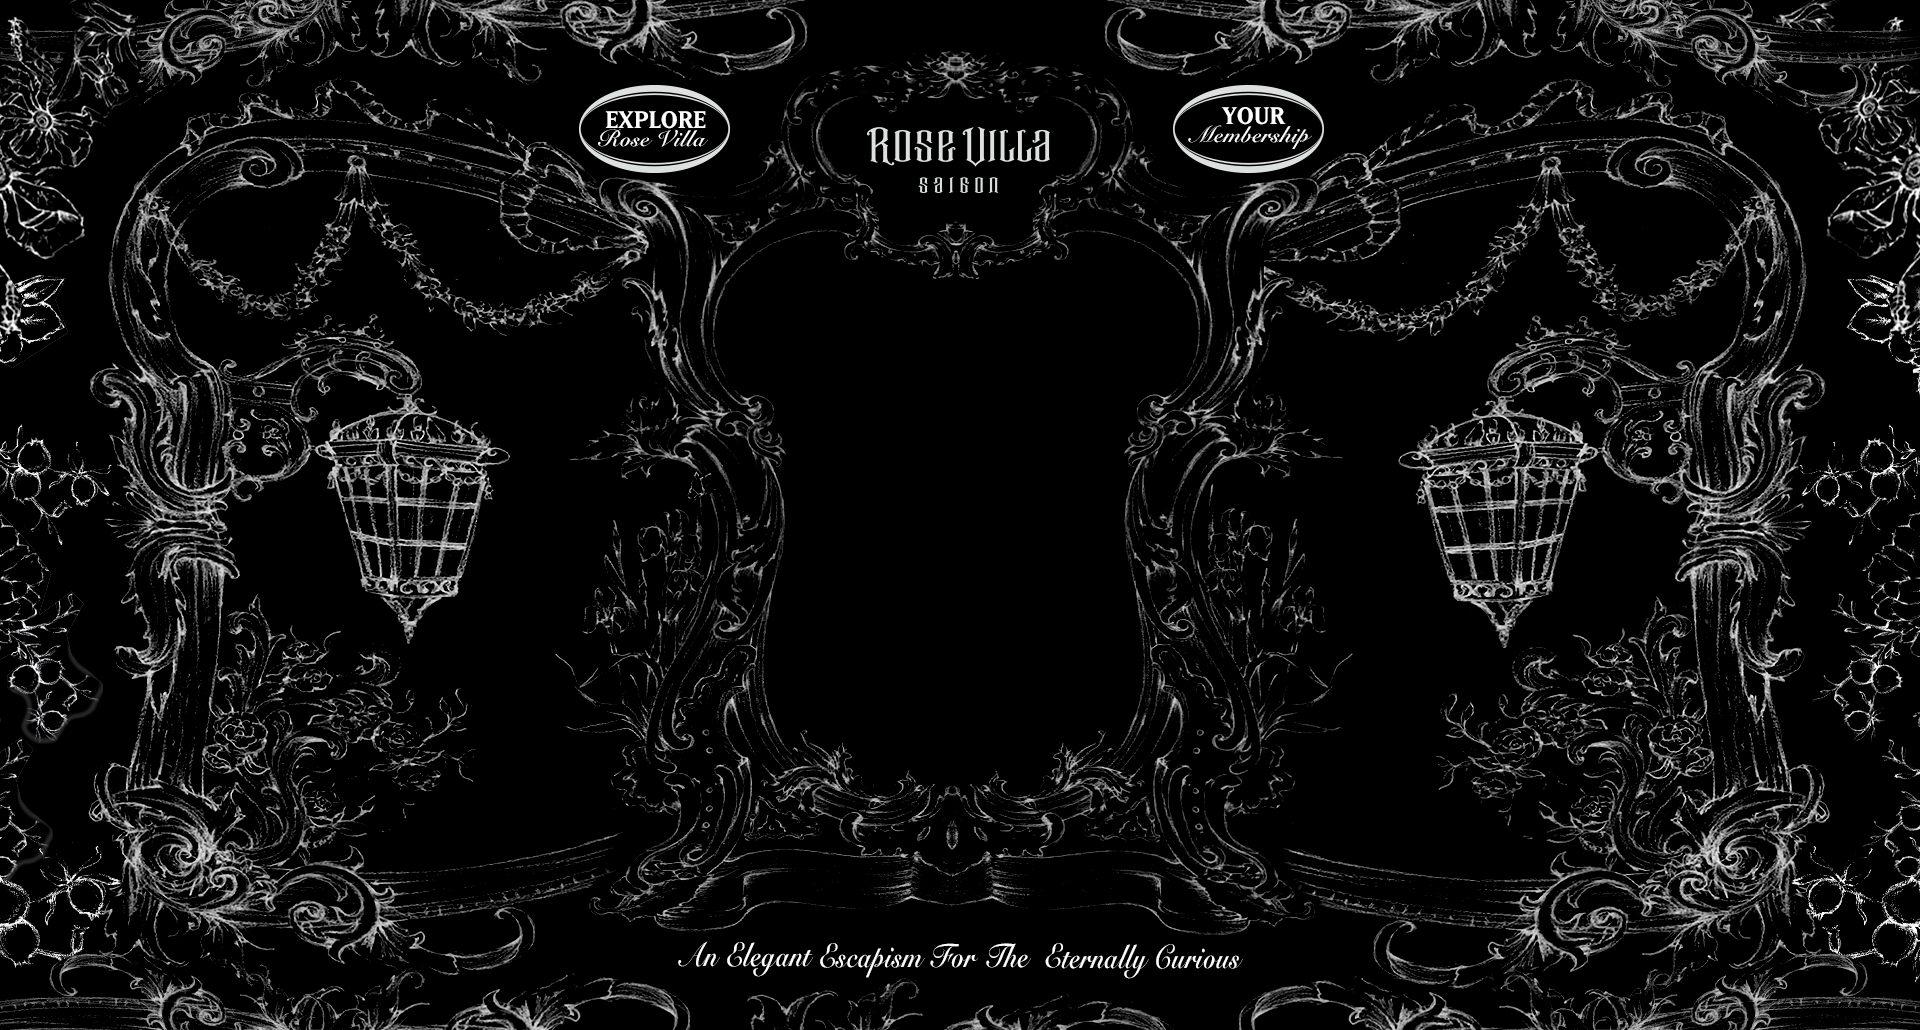 EXPLORE
Rose Villa
ROSE VILLA
SAIGON
YOUR
Membership
An Elegant Escapism For The Eternally Curious